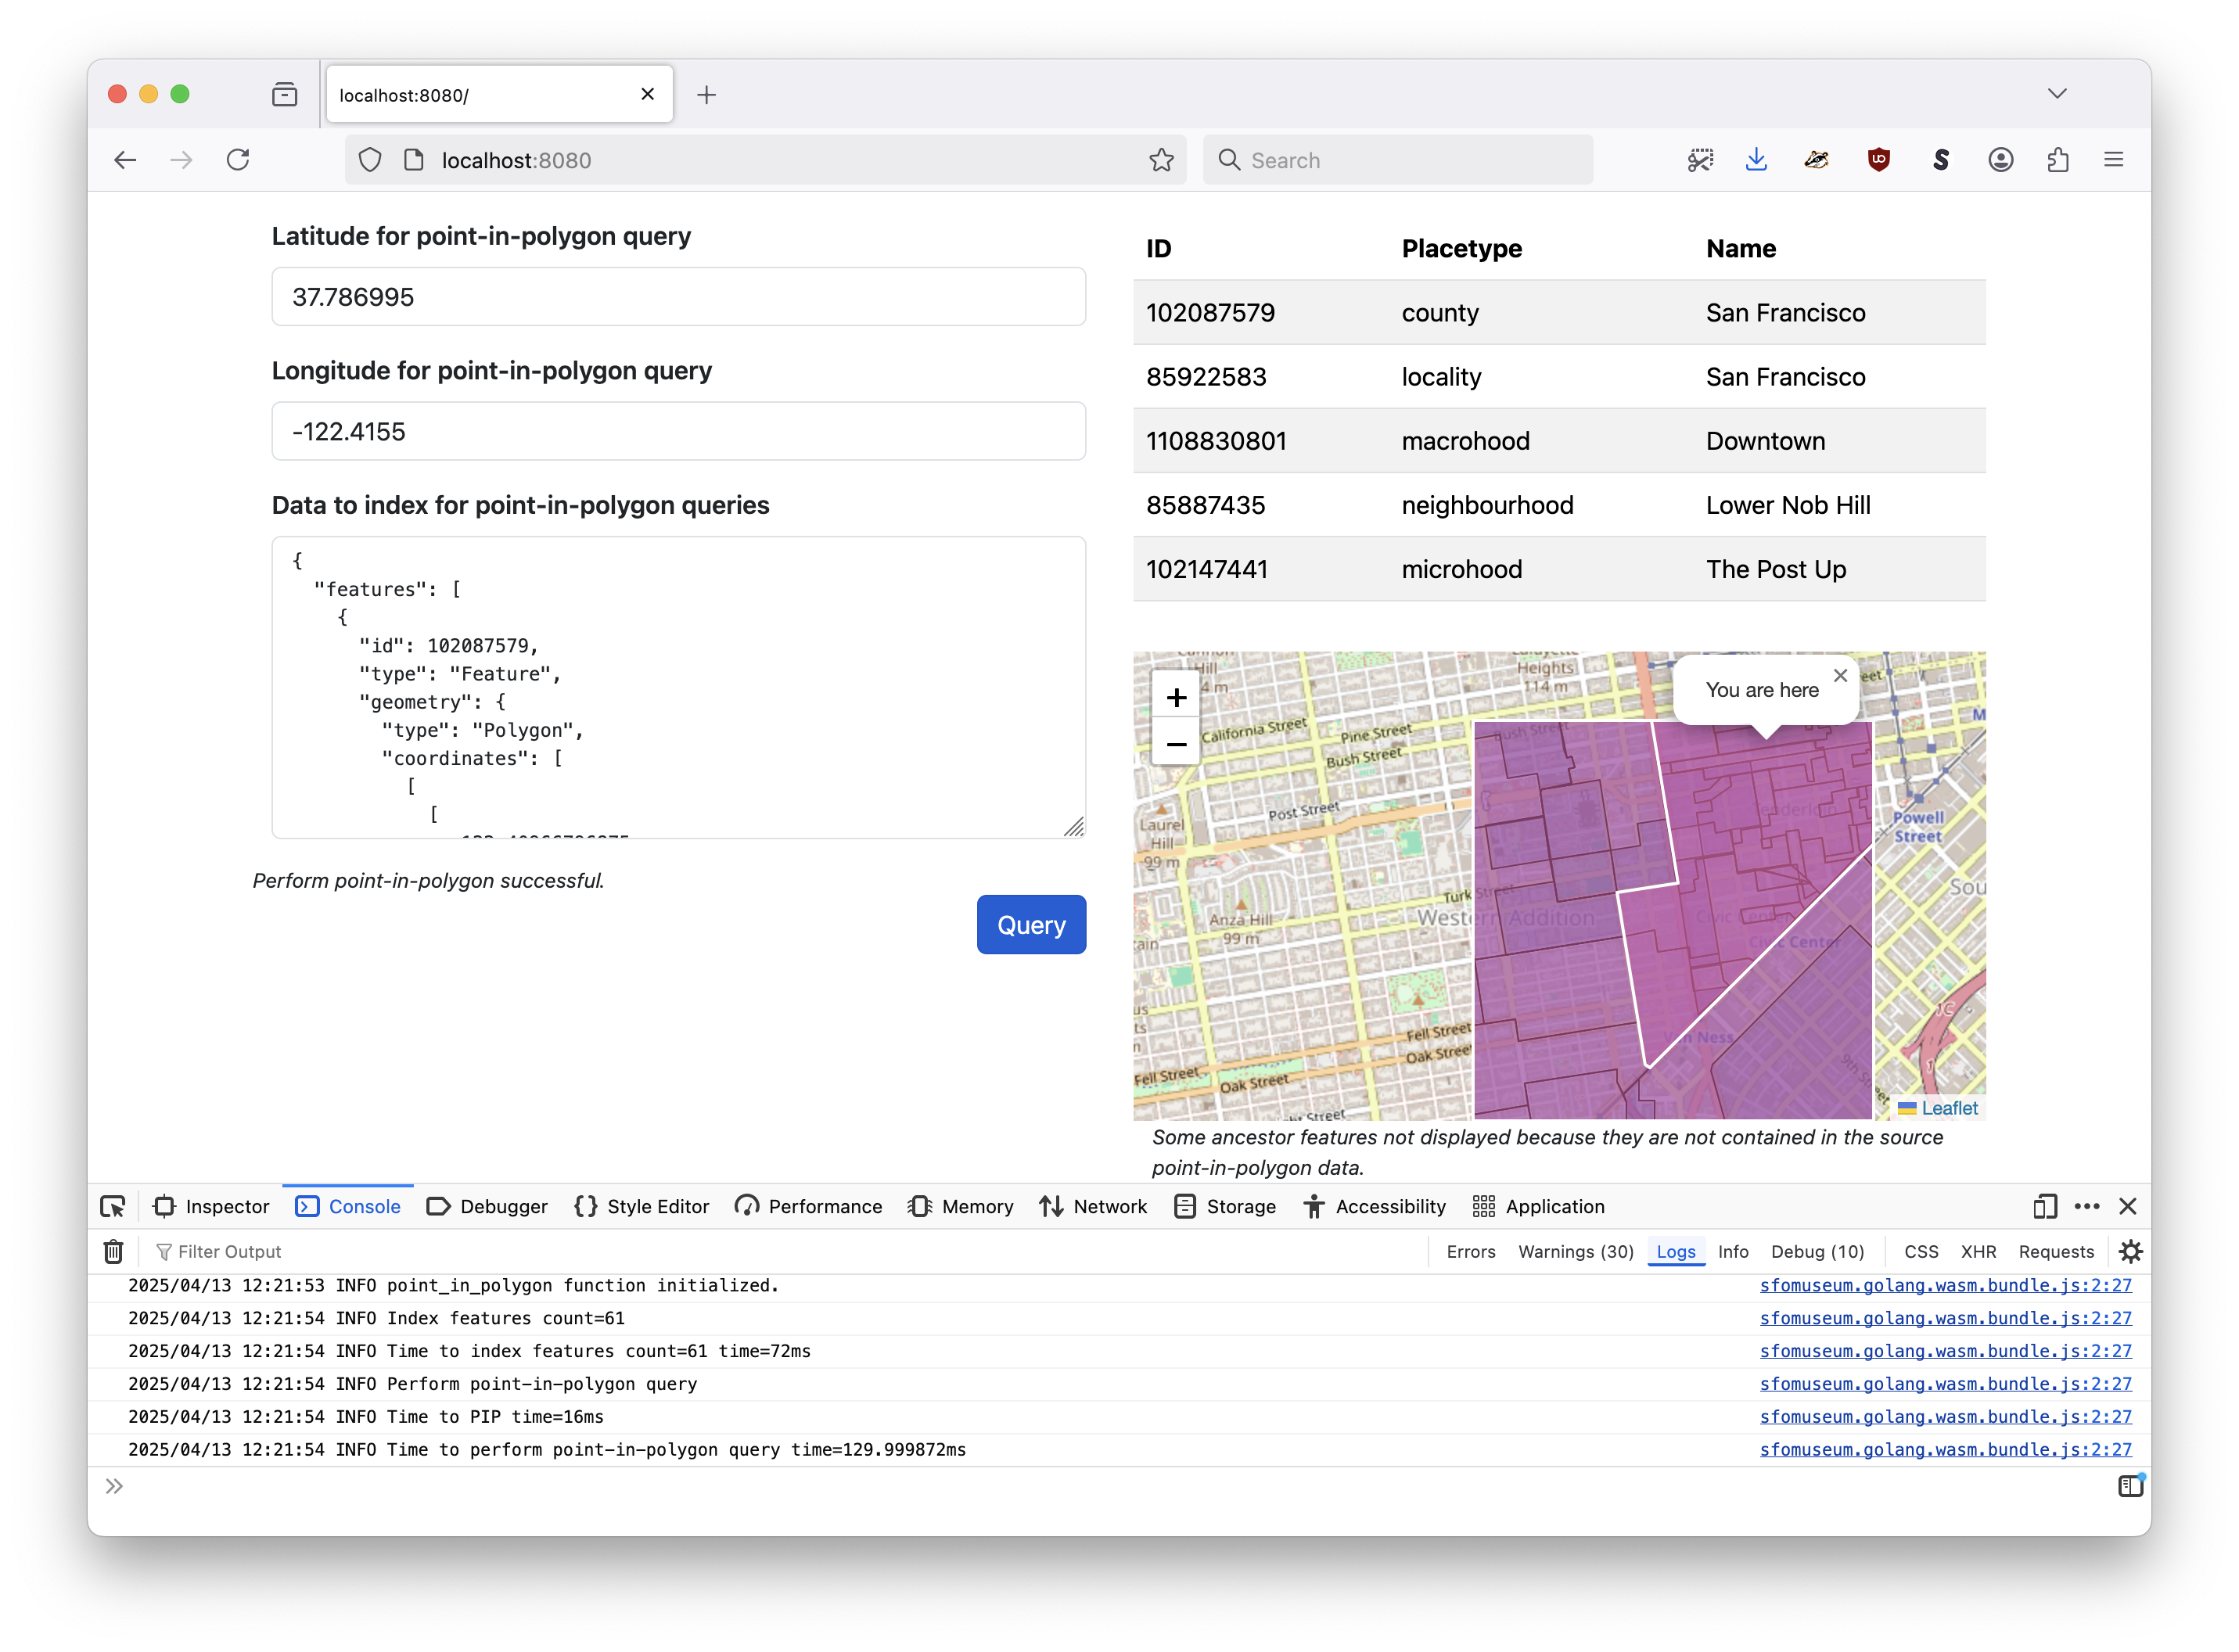 localhost:8080/
localhost:8080
Search
Latitude for point-in-polygon query
37.786995
Longitude for point-in-polygon query
-122.4155
Data to index for point-in-polygon queries
{
"features": [
{
"id": 102087579,
"type": "Feature",
"geometry": {
"type": "Polygon",
"coordinates": [
[
[
Perform point-in-polygon successful.
Query
ID Placetype Name
102087579 county San Francisco
85922583 locality San Francisco
1108830801 macrohood Downtown
85887435 neighbourhood Lower Nob Hill
102147441 microhood The Post Up
Hill
Heights
114 m
+
−
You are here
California Street
Pine Street
Bush Street
Bush Street
Post Street
Laurel
Hill
99 m
Powell
Street
Turk Street
Anza Hill
99 m
Western Addition
Civic Center
Civic Center
Sou
Van Ness
Fell Street
Oak Street
Fell Street
Oak Street
9th Street
Leaflet
Some ancestor features not displayed because they are not contained in the source
point-in-polygon data.
Inspector Console Debugger Style Editor Performance Memory Network Storage Accessibility Application
Filter Output Errors Warnings (30) Logs Info Debug (10) CSS XHR Requests
2025/04/13 12:21:53 INFO point_in_polygon function initialized. sfomuseum.golang.wasm.bundle.js:2:27
2025/04/13 12:21:54 INFO Index features count=61 sfomuseum.golang.wasm.bundle.js:2:27
2025/04/13 12:21:54 INFO Time to index features count=61 time=72ms sfomuseum.golang.wasm.bundle.js:2:27
2025/04/13 12:21:54 INFO Perform point-in-polygon query sfomuseum.golang.wasm.bundle.js:2:27
2025/04/13 12:21:54 INFO Time to PIP time=16ms sfomuseum.golang.wasm.bundle.js:2:27
2025/04/13 12:21:54 INFO Time to perform point-in-polygon query time=129.999872ms sfomuseum.golang.wasm.bundle.js:2:27